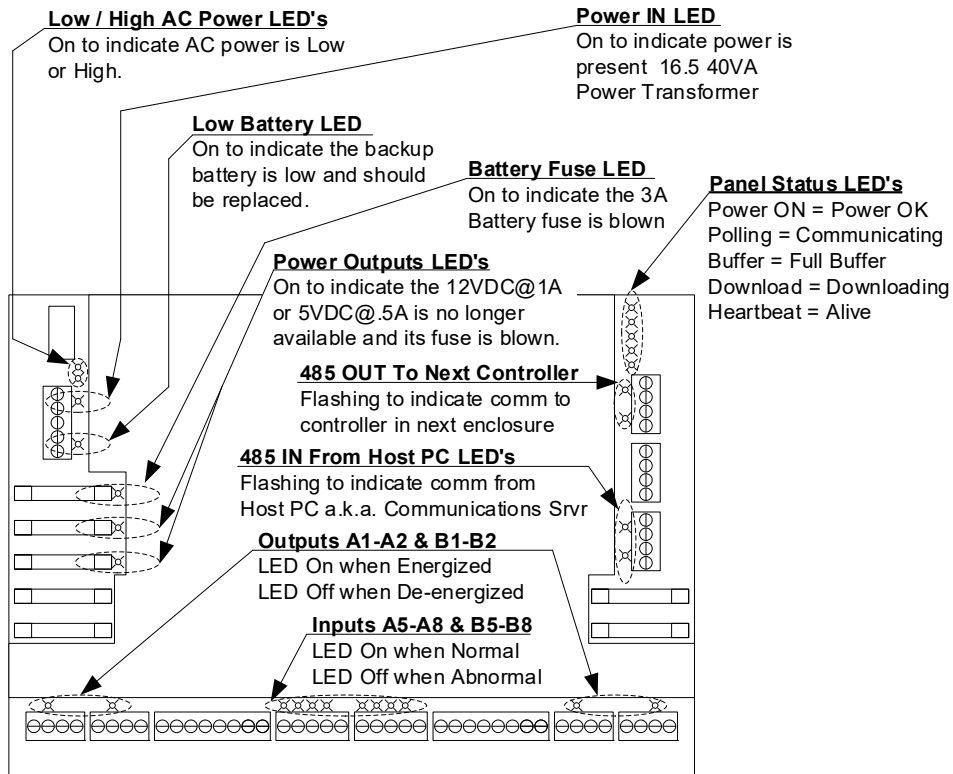 Low / High AC Power LED's
On to indicate AC power is Low
or High.
Power IN LED
On to indicate power is
present  16.5 40VA
Power Transformer
Low Battery LED
On to indicate the backup
battery is low and should
be replaced.
Battery Fuse LED
On to indicate the 3A
Battery fuse is blown
Panel Status LED's
Power ON = Power OK
Polling = Communicating
Buffer = Full Buffer
Download = Downloading
Heartbeat = Alive
Power Outputs LED's
On to indicate the 12VDC@1A
or 5VDC@.5A is no longer
available and its fuse is blown.
485 OUT To Next Controller
Flashing to indicate comm to
controller in next enclosure
485 IN From Host PC LED's
Flashing to indicate comm from
Host PC a.k.a. Communications Srvr
Outputs A1-A2 & B1-B2
LED On when Energized
LED Off when De-energized
Inputs A5-A8 & B5-B8
LED On when Normal
LED Off when Abnormal